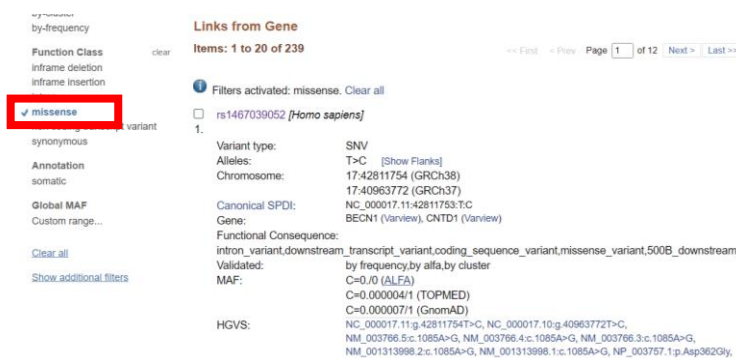 by-frequency
Function Class clear
inframe deletion
inframe insertion
missense
variant
synonymous
Annotation
somatic
Global MAF
Custom range...
Clear all
Show additional filters
Links from Gene
Items: 1 to 20 of 239
<< First < Prev Page 1 of 12 Next > Last >>
Filters activated: missense. Clear all
rs1467039052 [Homo sapiens]
1.
Variant type: SNV
Alleles: T>C [Show Flanks]
Chromosome: 17:42811754 (GRCh38)
17:40963772 (GRCh37)
Canonical SPDI: NC_000017.11:42811753:T:C
Gene: BECN1 (Varview), CNTD1 (Varview)
Functional Consequence:
intron_variant,downstream_transcript_variant,coding_sequence_variant,missense_variant,500B_downstream
Validated: by frequency,by alfa,by cluster
MAF: C=0./0 (ALFA)
C=0.000004/1 (TOPMED)
C=0.000007/1 (GnomAD)
HGVS: NC_000017.11:g.42811754T>C, NC_000017.10:g.40963772T>C,
NM_003766.5:c.1085A>G, NM_003766.4:c.1085A>G, NM_003766.3:c.1085A>G,
NM_001313998.2:c.1085A>G, NM_001313998.1:c.1085A>G, NP_003757.1:p.Asp362Gly,